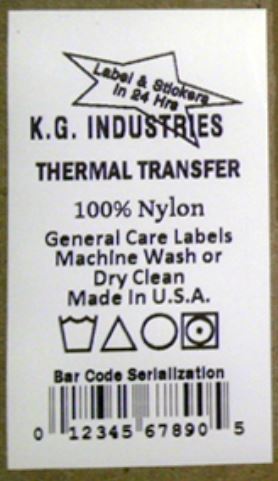 Label & Stickers
In 24 Hrs
K.G. INDUSTRIES
THERMAL TRANSFER
100% Nylon
General Care Labels
Machine Wash or
Dry Clean
Made In U.S.A.
Bar Code Serialization
0 12345 67890 5